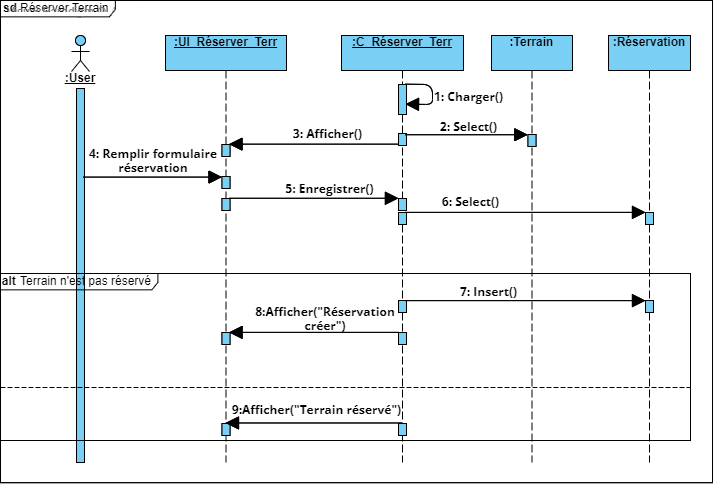 sd Réserver Terrain
:User
:UI_Réserver_Terr
:C_Réserver_Terr
:Terrain
:Réservation
1: Charger()
2: Select()
3: Afficher()
4: Remplir formulaire
réservation
5: Enregistrer()
6: Select()
alt Terrain n'est pas réservé
7: Insert()
8:Afficher("Réservation
créer")
9:Afficher("Terrain réservé")